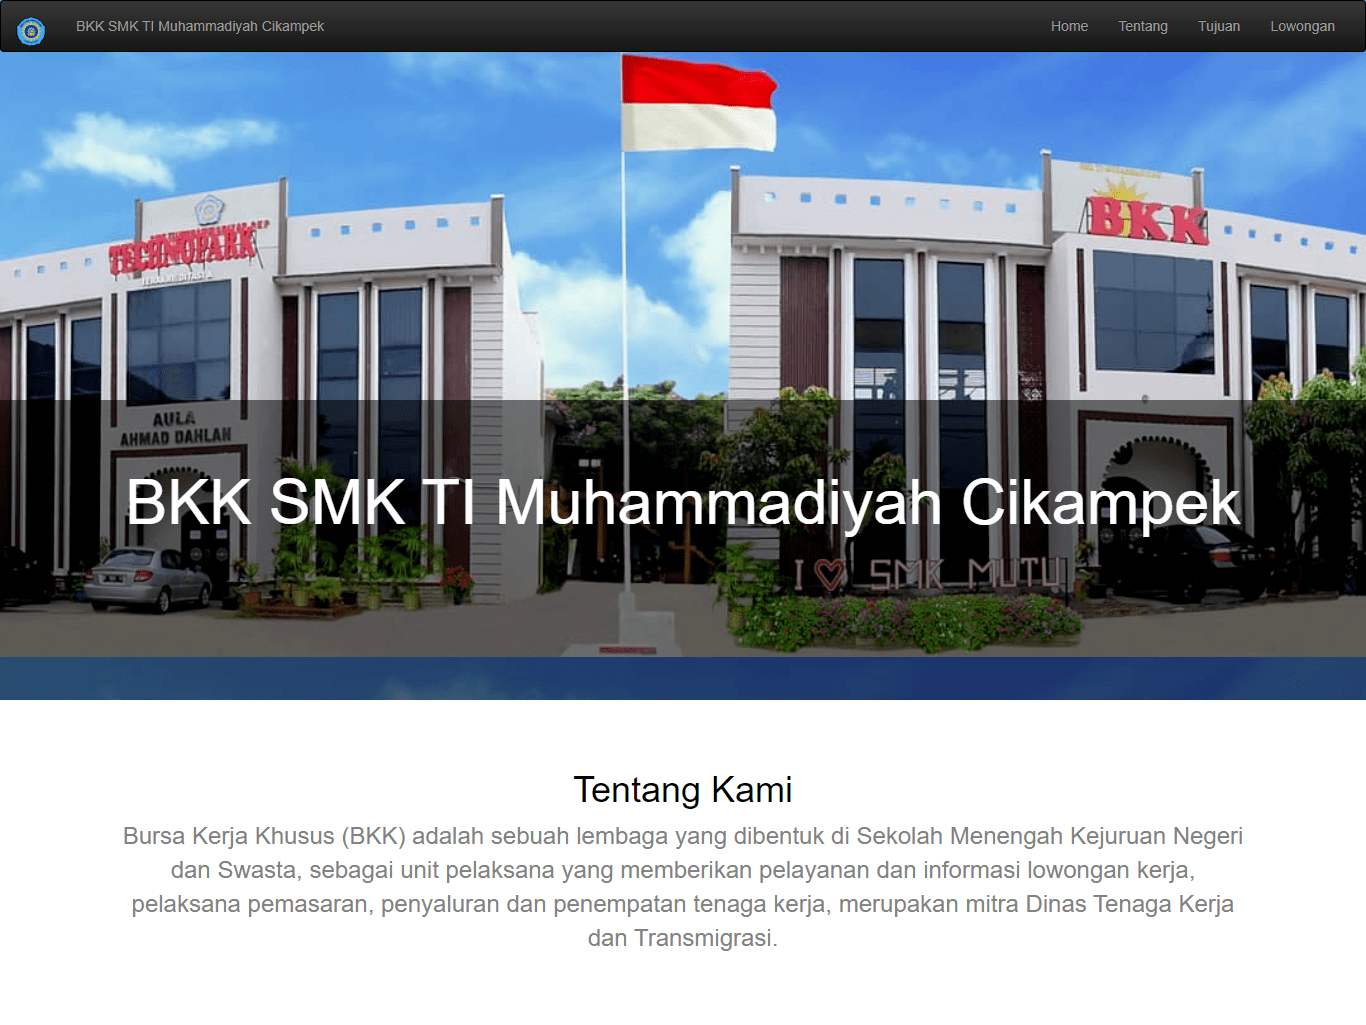 BKK SMK TI Muhammadiyah Cikampek
Home
Tentang
Tujuan
Lowongan
TECHNOPARK
BKK
AULA
AHMAD DAHLAN
BKK SMK TI Muhammadiyah Cikampek
I ♡ SMK MUTU
Tentang Kami
Bursa Kerja Khusus (BKK) adalah sebuah lembaga yang dibentuk di Sekolah Menengah Kejuruan Negeri
dan Swasta, sebagai unit pelaksana yang memberikan pelayanan dan informasi lowongan kerja,
pelaksana pemasaran, penyaluran dan penempatan tenaga kerja, merupakan mitra Dinas Tenaga Kerja
dan Transmigrasi.